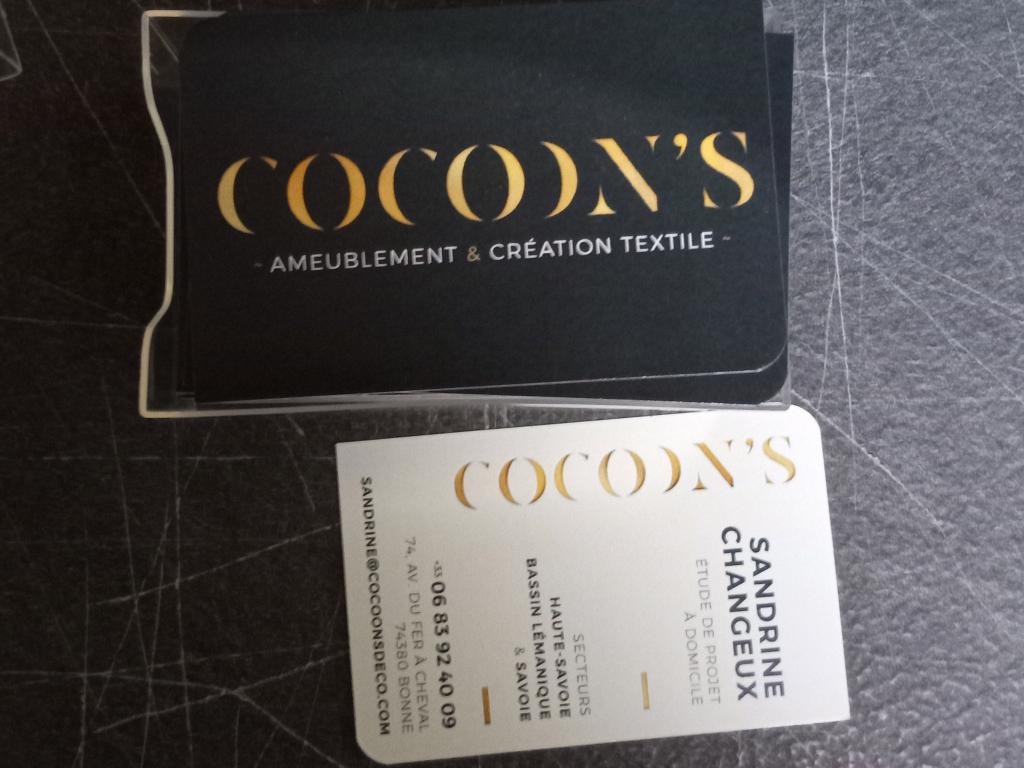 COCOON'S
~ AMEUBLEMENT & CRÉATION TEXTILE ~
COCOON'S
SANDRINE
CHANGEUX
ÉTUDE DE PROJET
À DOMICILE
SECTEURS
HAUTE-SAVOIE
BASSIN LÉMANIQUE
& SAVOIE
+33 06 83 92 40 09
74, AV. DU FER À CHEVAL
74380 BONNE
SANDRINE@COCOONSDECO.COM